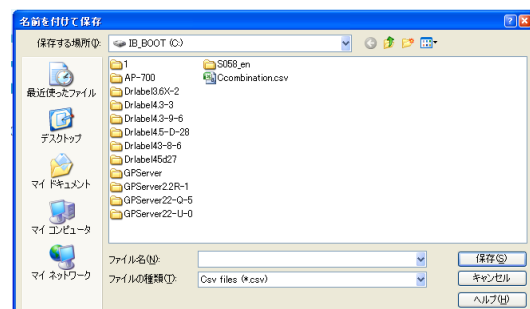 名前を付けて保存
保存する場所(I):
IB_BOOT (C:)
最近使ったファイル
デスクトップ
マイ ドキュメント
マイ コンピュータ
マイ ネットワーク
1
AP-700
Drlabel3.6X-2
Drlabel4.3-3
Drlabel4.3-9-6
Drlabel4.5-D-28
Drlabel43-8-6
Drlabel45d27
GPServer
GPServer2.2R-1
GPServer22-Q-5
GPServer22-U-0
S058_en
Ccombination.csv
ファイル名(N):
保存(S)
ファイルの種類(T):
Csv files (*.csv)
キャンセル
ヘルプ(H)